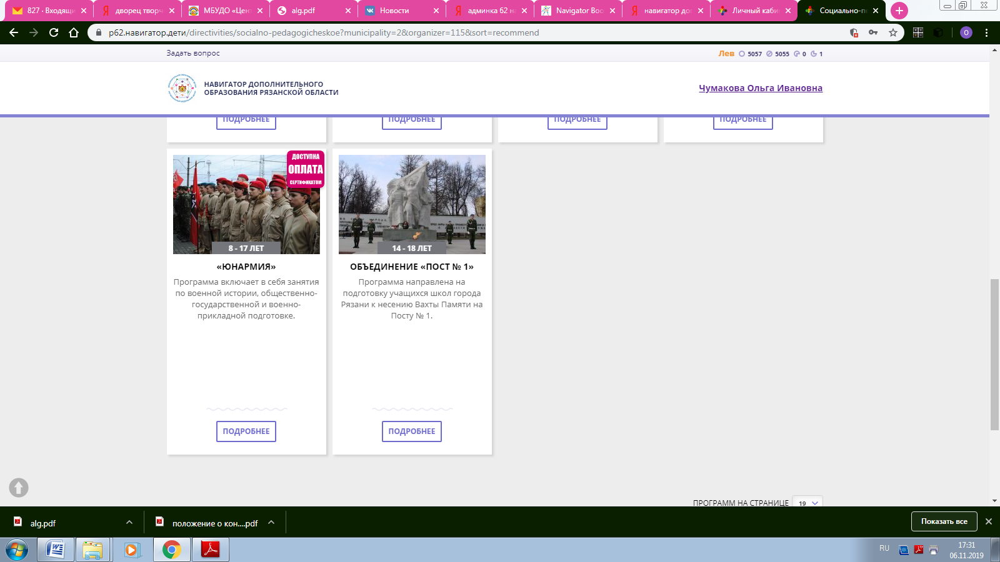 827 · Входящи
дворец творч
МБУДО «Цент
alg.pdf
Новости
админка 62 на
Navigator Boo
навигатор доп
Личный каби
Социально-п
р62.навигатор.дети/directivities/socialno-pedagogicheskoe?municipality=2&organizer=115&sort=recommend
О
Задать вопрос
Лев 5057 5055 0 1
НАВИГАТОР ДОПОЛНИТЕЛЬНОГО
ОБРАЗОВАНИЯ РЯЗАНСКОЙ ОБЛАСТИ
Чумакова Ольга Ивановна
ПОДРОБНЕЕ
ПОДРОБНЕЕ
ПОДРОБНЕЕ
ПОДРОБНЕЕ
ДОСТУПНА
ОПЛАТА
СЕРТИФИКАТОМ
8 - 17 ЛЕТ
«ЮНАРМИЯ»
Программа включает в себя занятия
по военной истории, общественно-
государственной и военно-
прикладной подготовке.
ПОДРОБНЕЕ
14 - 18 ЛЕТ
ОБЪЕДИНЕНИЕ «ПОСТ № 1»
Программа направлена на
подготовку учащихся школ города
Рязани к несению Вахты Памяти на
Посту № 1.
ПОДРОБНЕЕ
ПРОГРАММ НА СТРАНИЦЕ 19
alg.pdf
положение о кон....pdf
Показать все
RU
17:31
06.11.2019